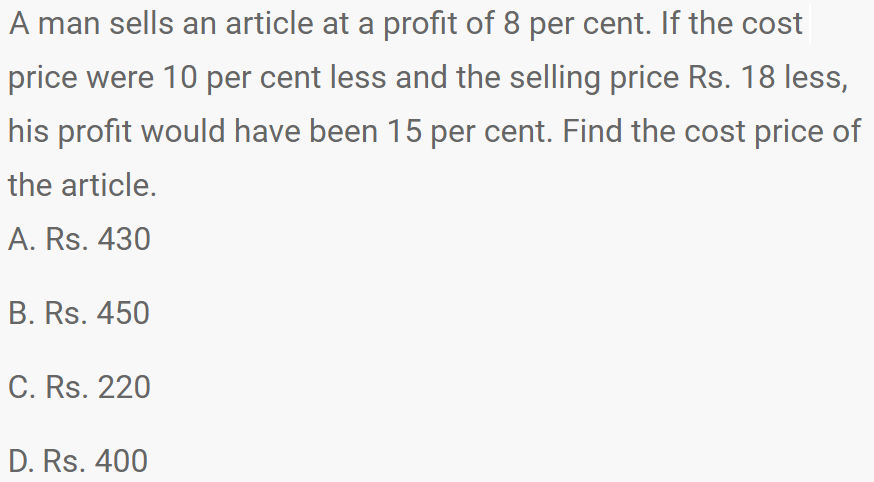 A man sells an article at a profit of 8 per cent. If the cost
price were 10 per cent less and the selling price Rs. 18 less,
his profit would have been 15 per cent. Find the cost price of
the article.
A. Rs. 430
B. Rs. 450
C. Rs. 220
D. Rs. 400